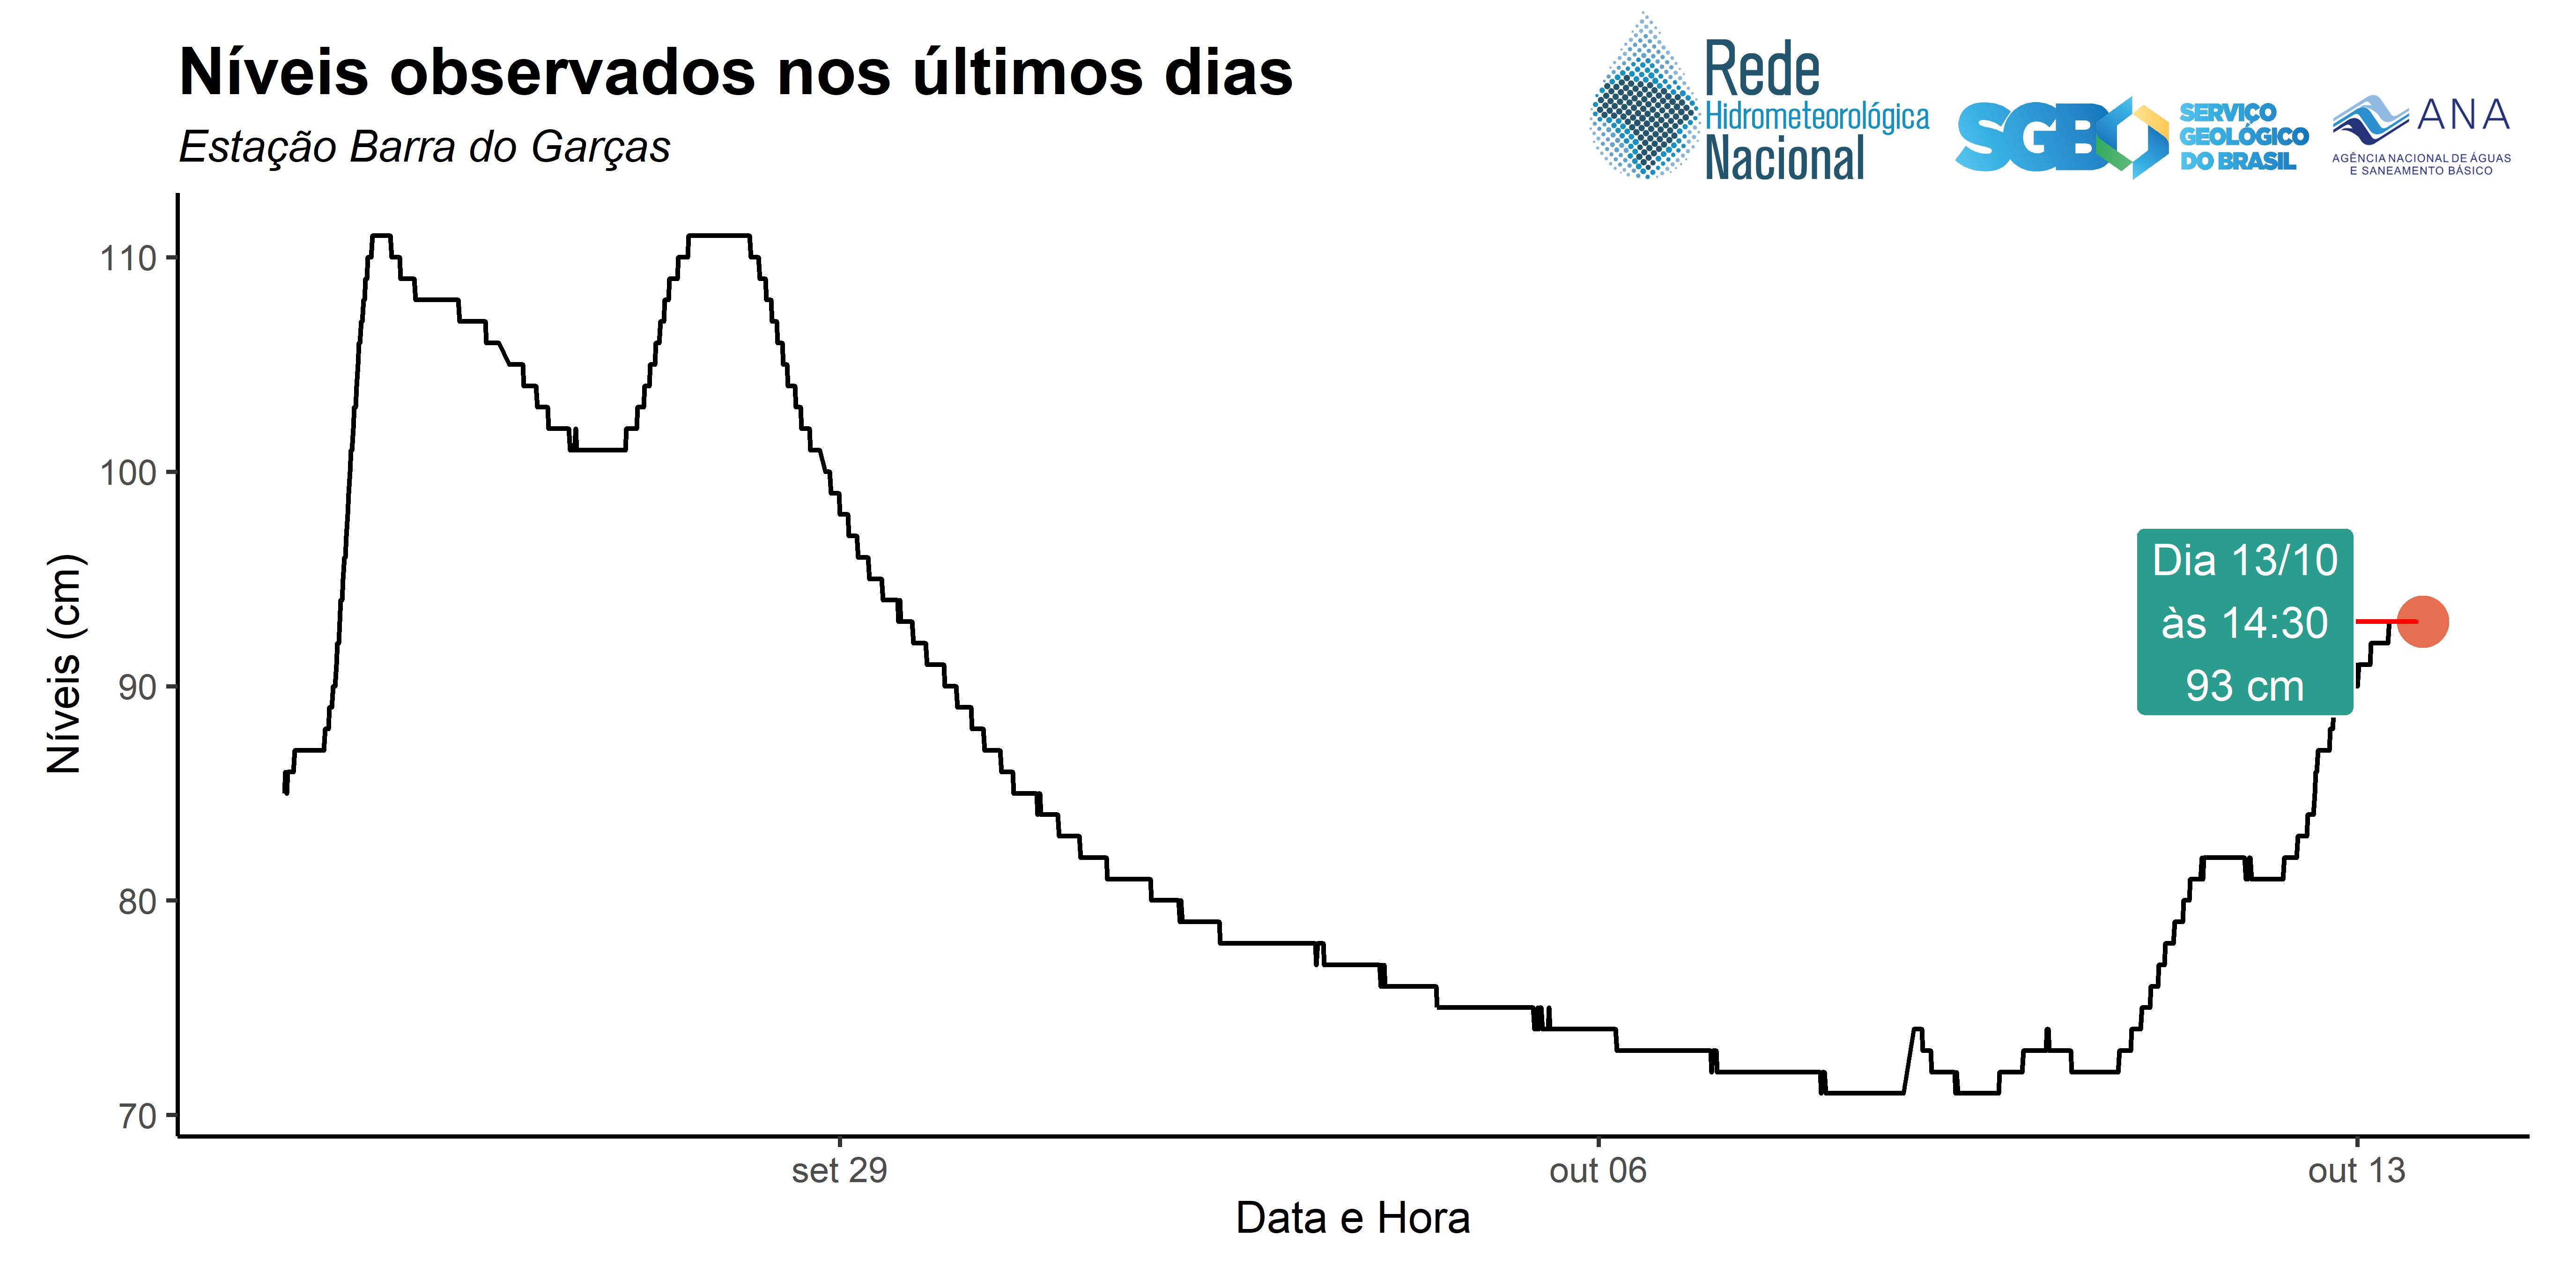 Níveis observados nos últimos dias
Estação Barra do Garças
Rede
Hidrometeorológica
Nacional
SGB
SERVIÇO
GEOLÓGICO
DO BRASIL
ANA
AGÊNCIA NACIONAL DE ÁGUAS
E SANEAMENTO BÁSICO
Níveis (cm)
110
100
90
80
70
Dia 13/10
às 14:30
93 cm
set 29
out 06
out 13
Data e Hora